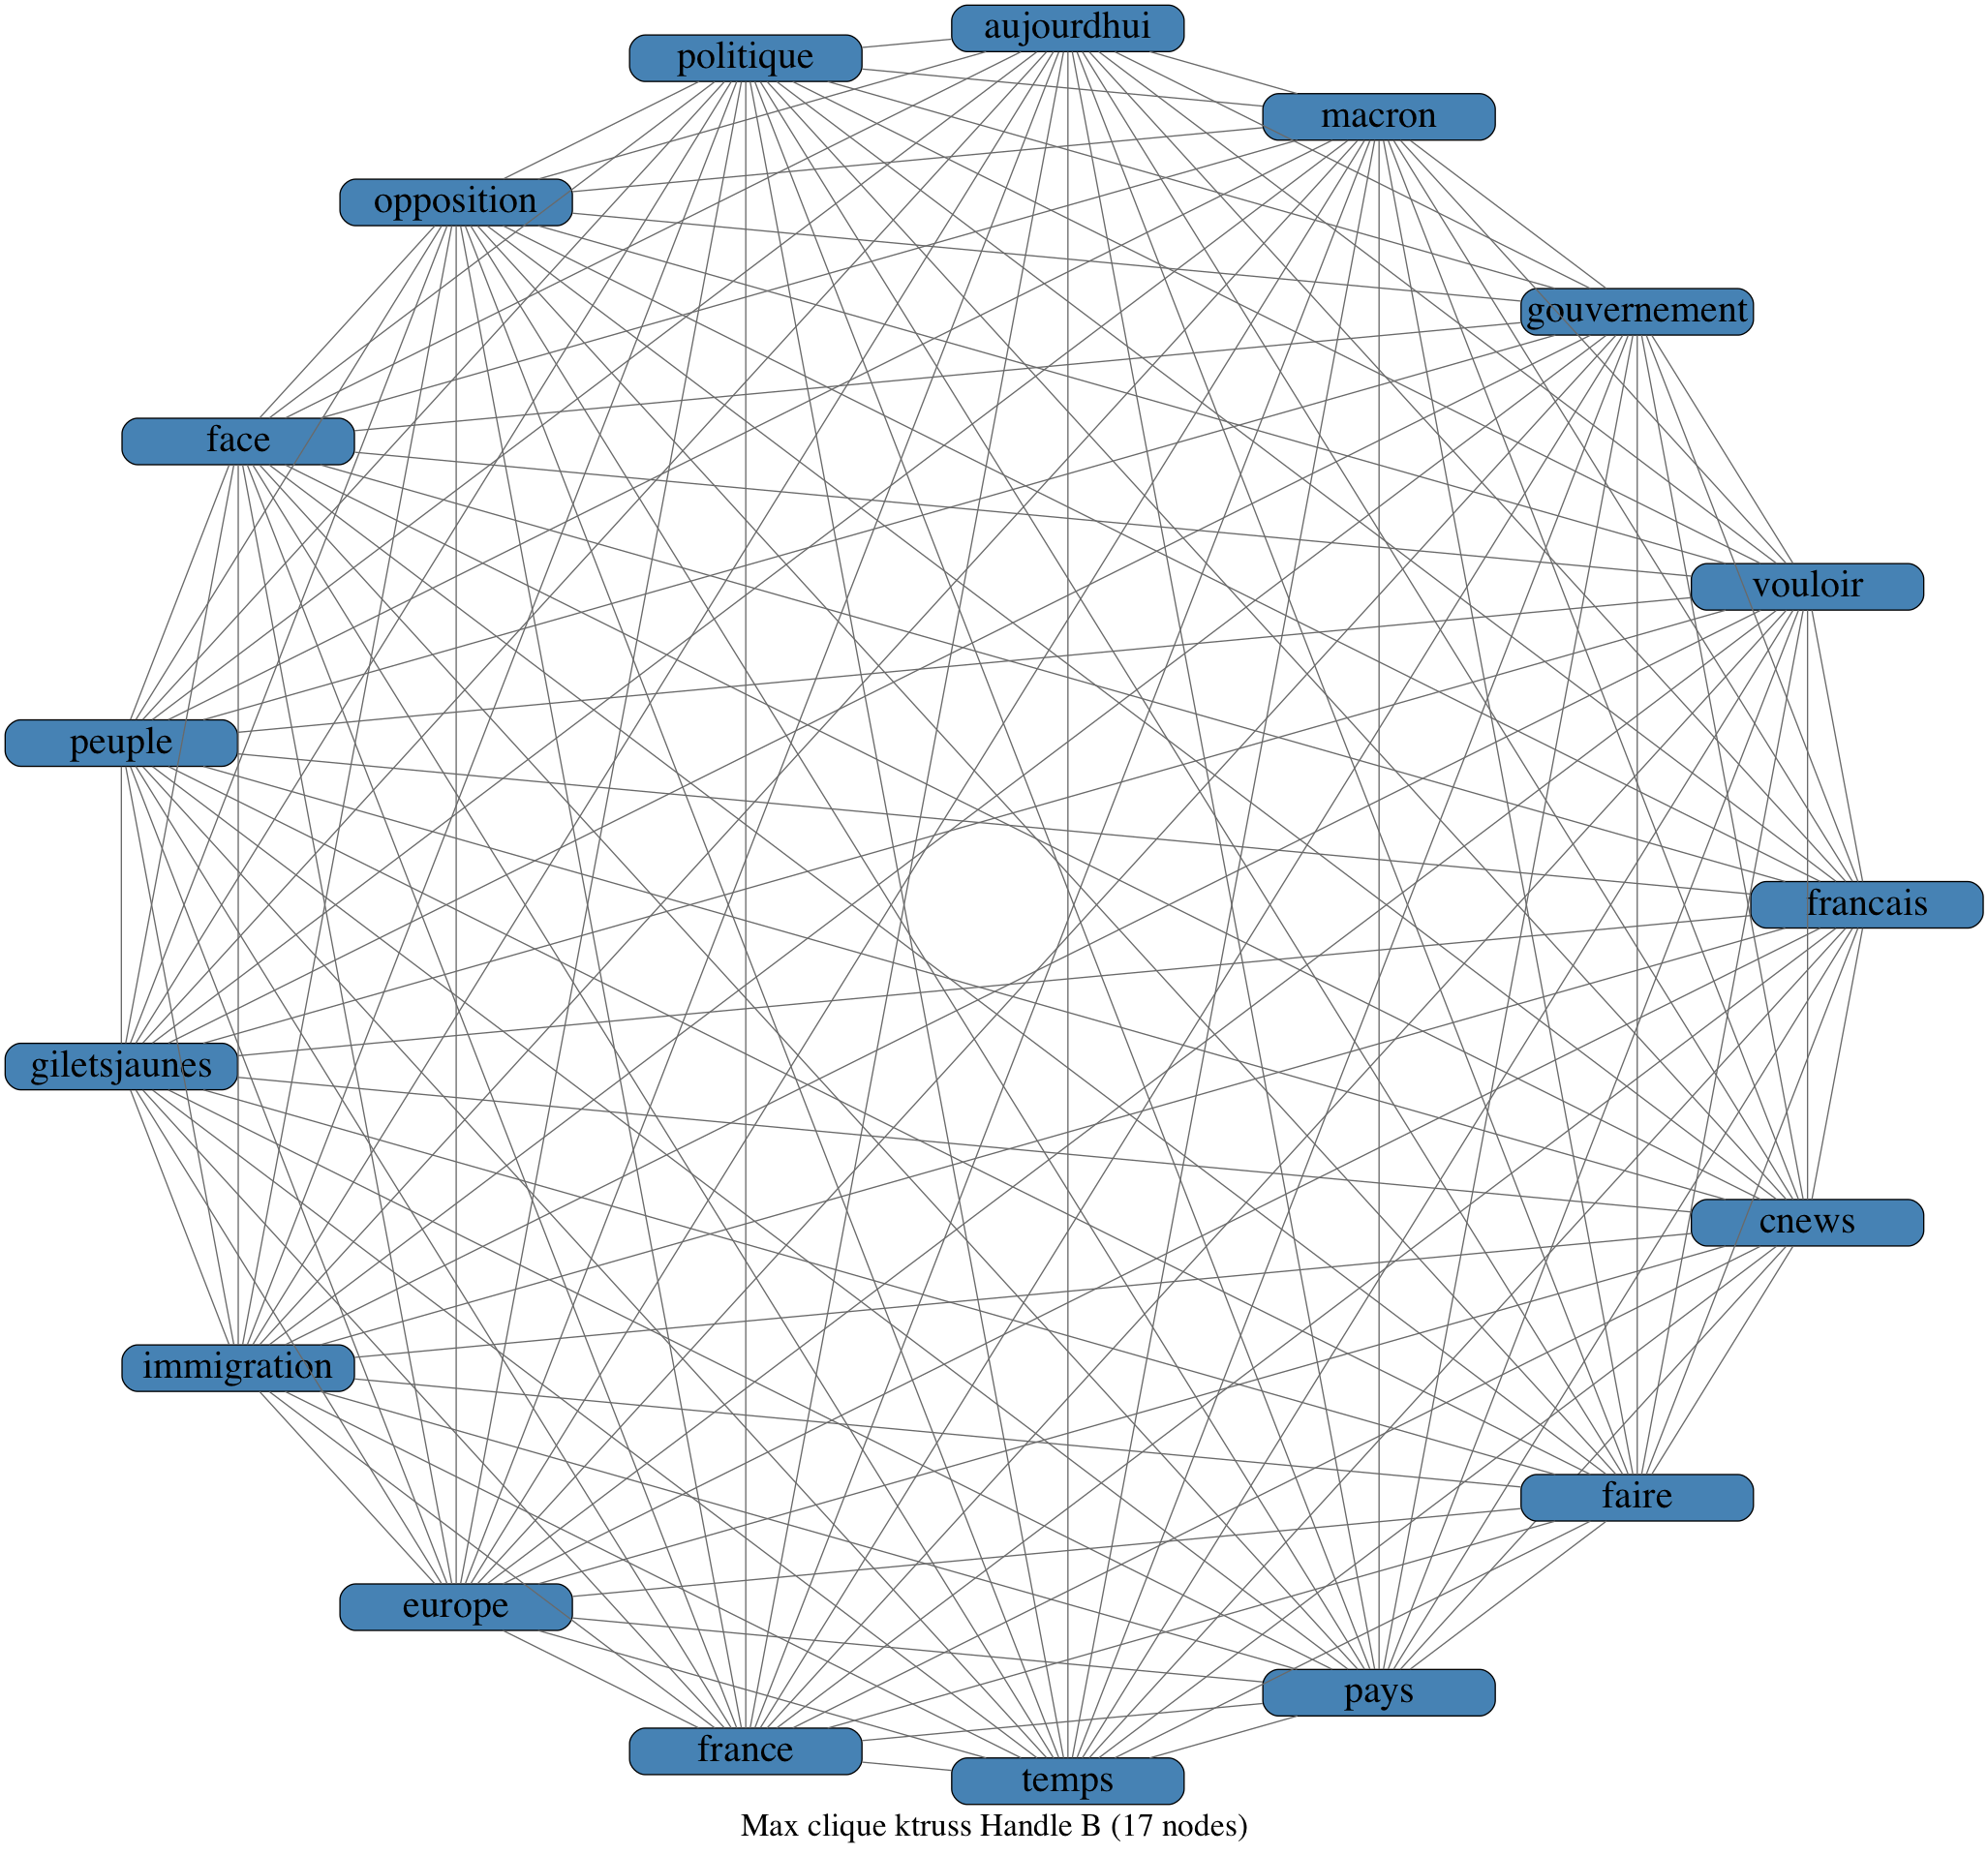 aujourdhui
politique
macron
opposition
gouvernement
face
vouloir
peuple
francais
giletsjaunes
cnews
immigration
faire
europe
pays
france
temps
Max clique ktruss Handle B (17 nodes)